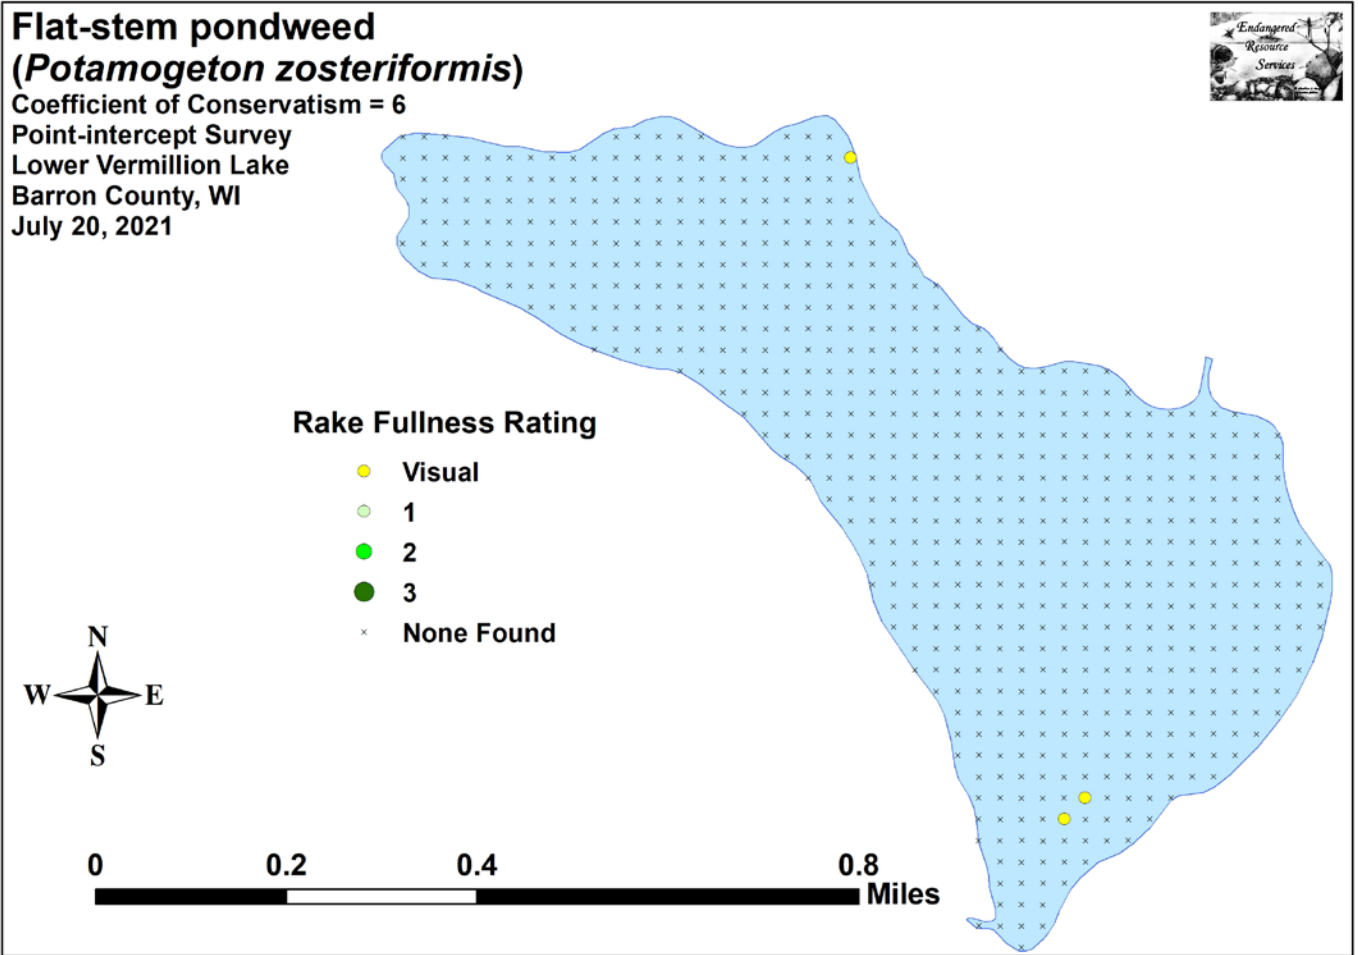 Flat-stem pondweed
(Potamogeton zosteriformis)
Coefficient of Conservatism = 6
Point-intercept Survey
Lower Vermillion Lake
Barron County, WI
July 20, 2021
Endangered
Resource
Services
Rake Fullness Rating
Visual
1
2
3
None Found
N
W E
S
0 0.2 0.4 0.8
Miles